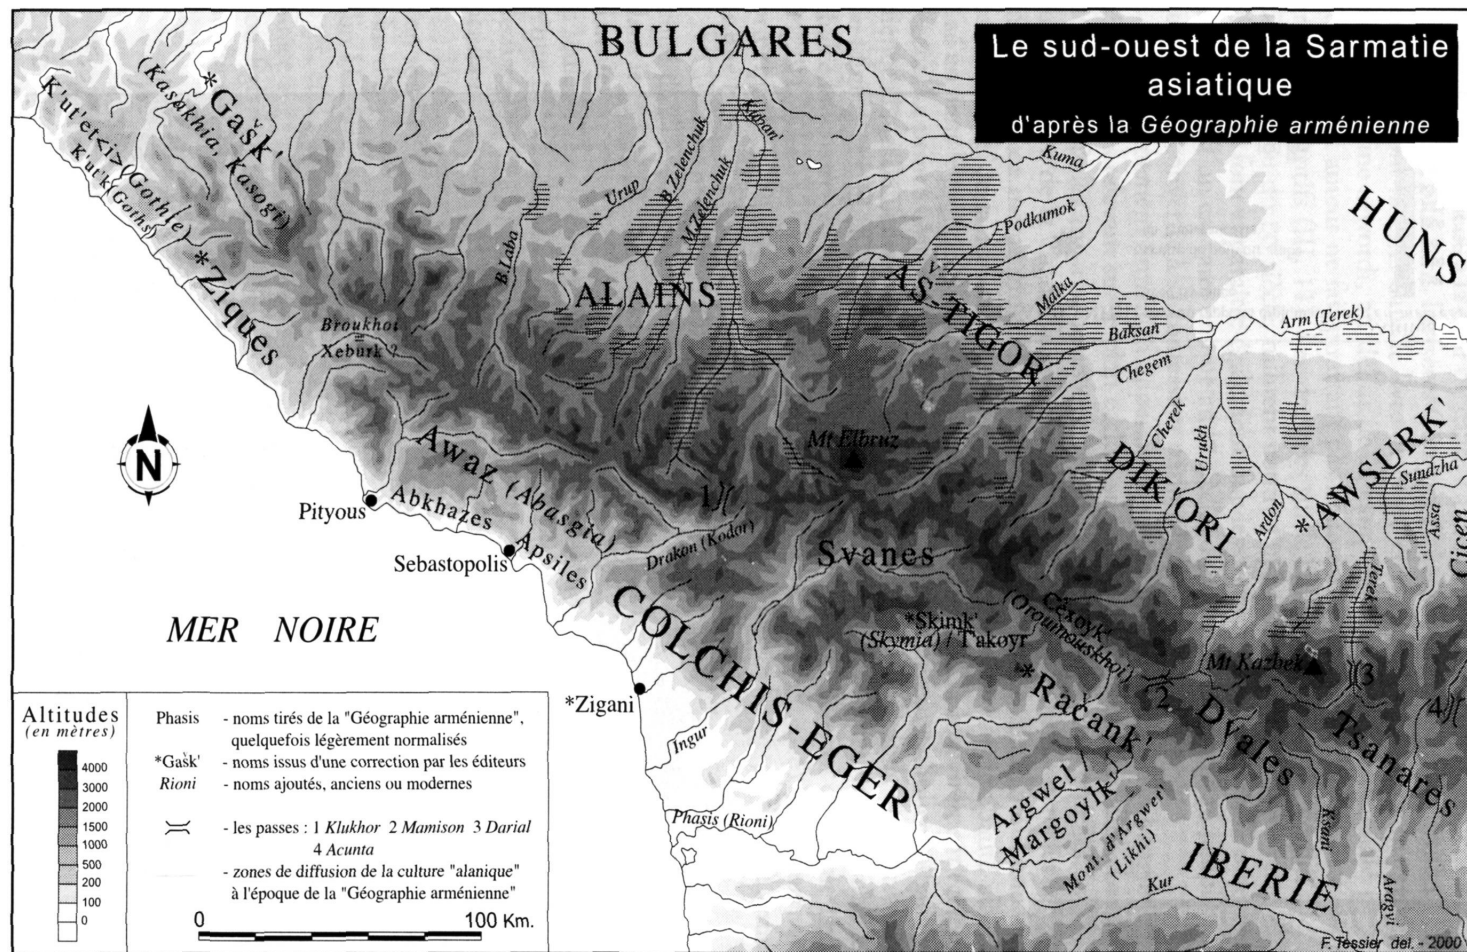 Le sud-ouest de la Sarmatie
asiatique
d'après la Géographie arménienne
BULGARES
HUNS
K'ut'et<i>(Gothie)
K'ut'k(Goths)
*Gašk'
(Kasakhia, Kasogi)
*Ziques
Broukhoi
=
Xeburk ?
B.Laba
Urup
B.Zelenchuk
M.Zelenchuk
Kuban'
Kuma
Podkumok
ALAINS
AS-TIGOR
Malka
Baksan
Chegem
Arm (Terek)
Cherek
Urukh
DIK'ORI
Ardon
*AWSURK'
Sundzha
Assa
Cicen
Terek
Mt Elbruz
N
Awaz (Abasgia)
Pityous
Abkhazes
Sebastopolis
Apsiles
Drakon (Kodor)
1
Svanes
MER NOIRE
COLCHIS-EGER
*Skimk'
(Skymia) / T'akoyr
Cexoyk'
(Oroumouskhoi)
Mt Kazbek
2
3
4
*Racank'
Dvales
Tsanares
*Zigani
Ingur
Phasis (Rioni)
Argwel /
Margoylk'
Mont. d'Argwer'
(Likhi)
IBERIE
Kur
Ksani
Aragvi
Altitudes
(en mètres)
4000
3000
2000
1500
1000
500
200
100
0
Phasis - noms tirés de la "Géographie arménienne",
quelquefois légèrement normalisés
*Gašk' - noms issus d'une correction par les éditeurs
Rioni - noms ajoutés, anciens ou modernes
- les passes : 1 Klukhor 2 Mamison 3 Darial
4 Acunta
- zones de diffusion de la culture "alanique"
à l'époque de la "Géographie arménienne"
0 100 Km.
F. Tessier del. - 2000